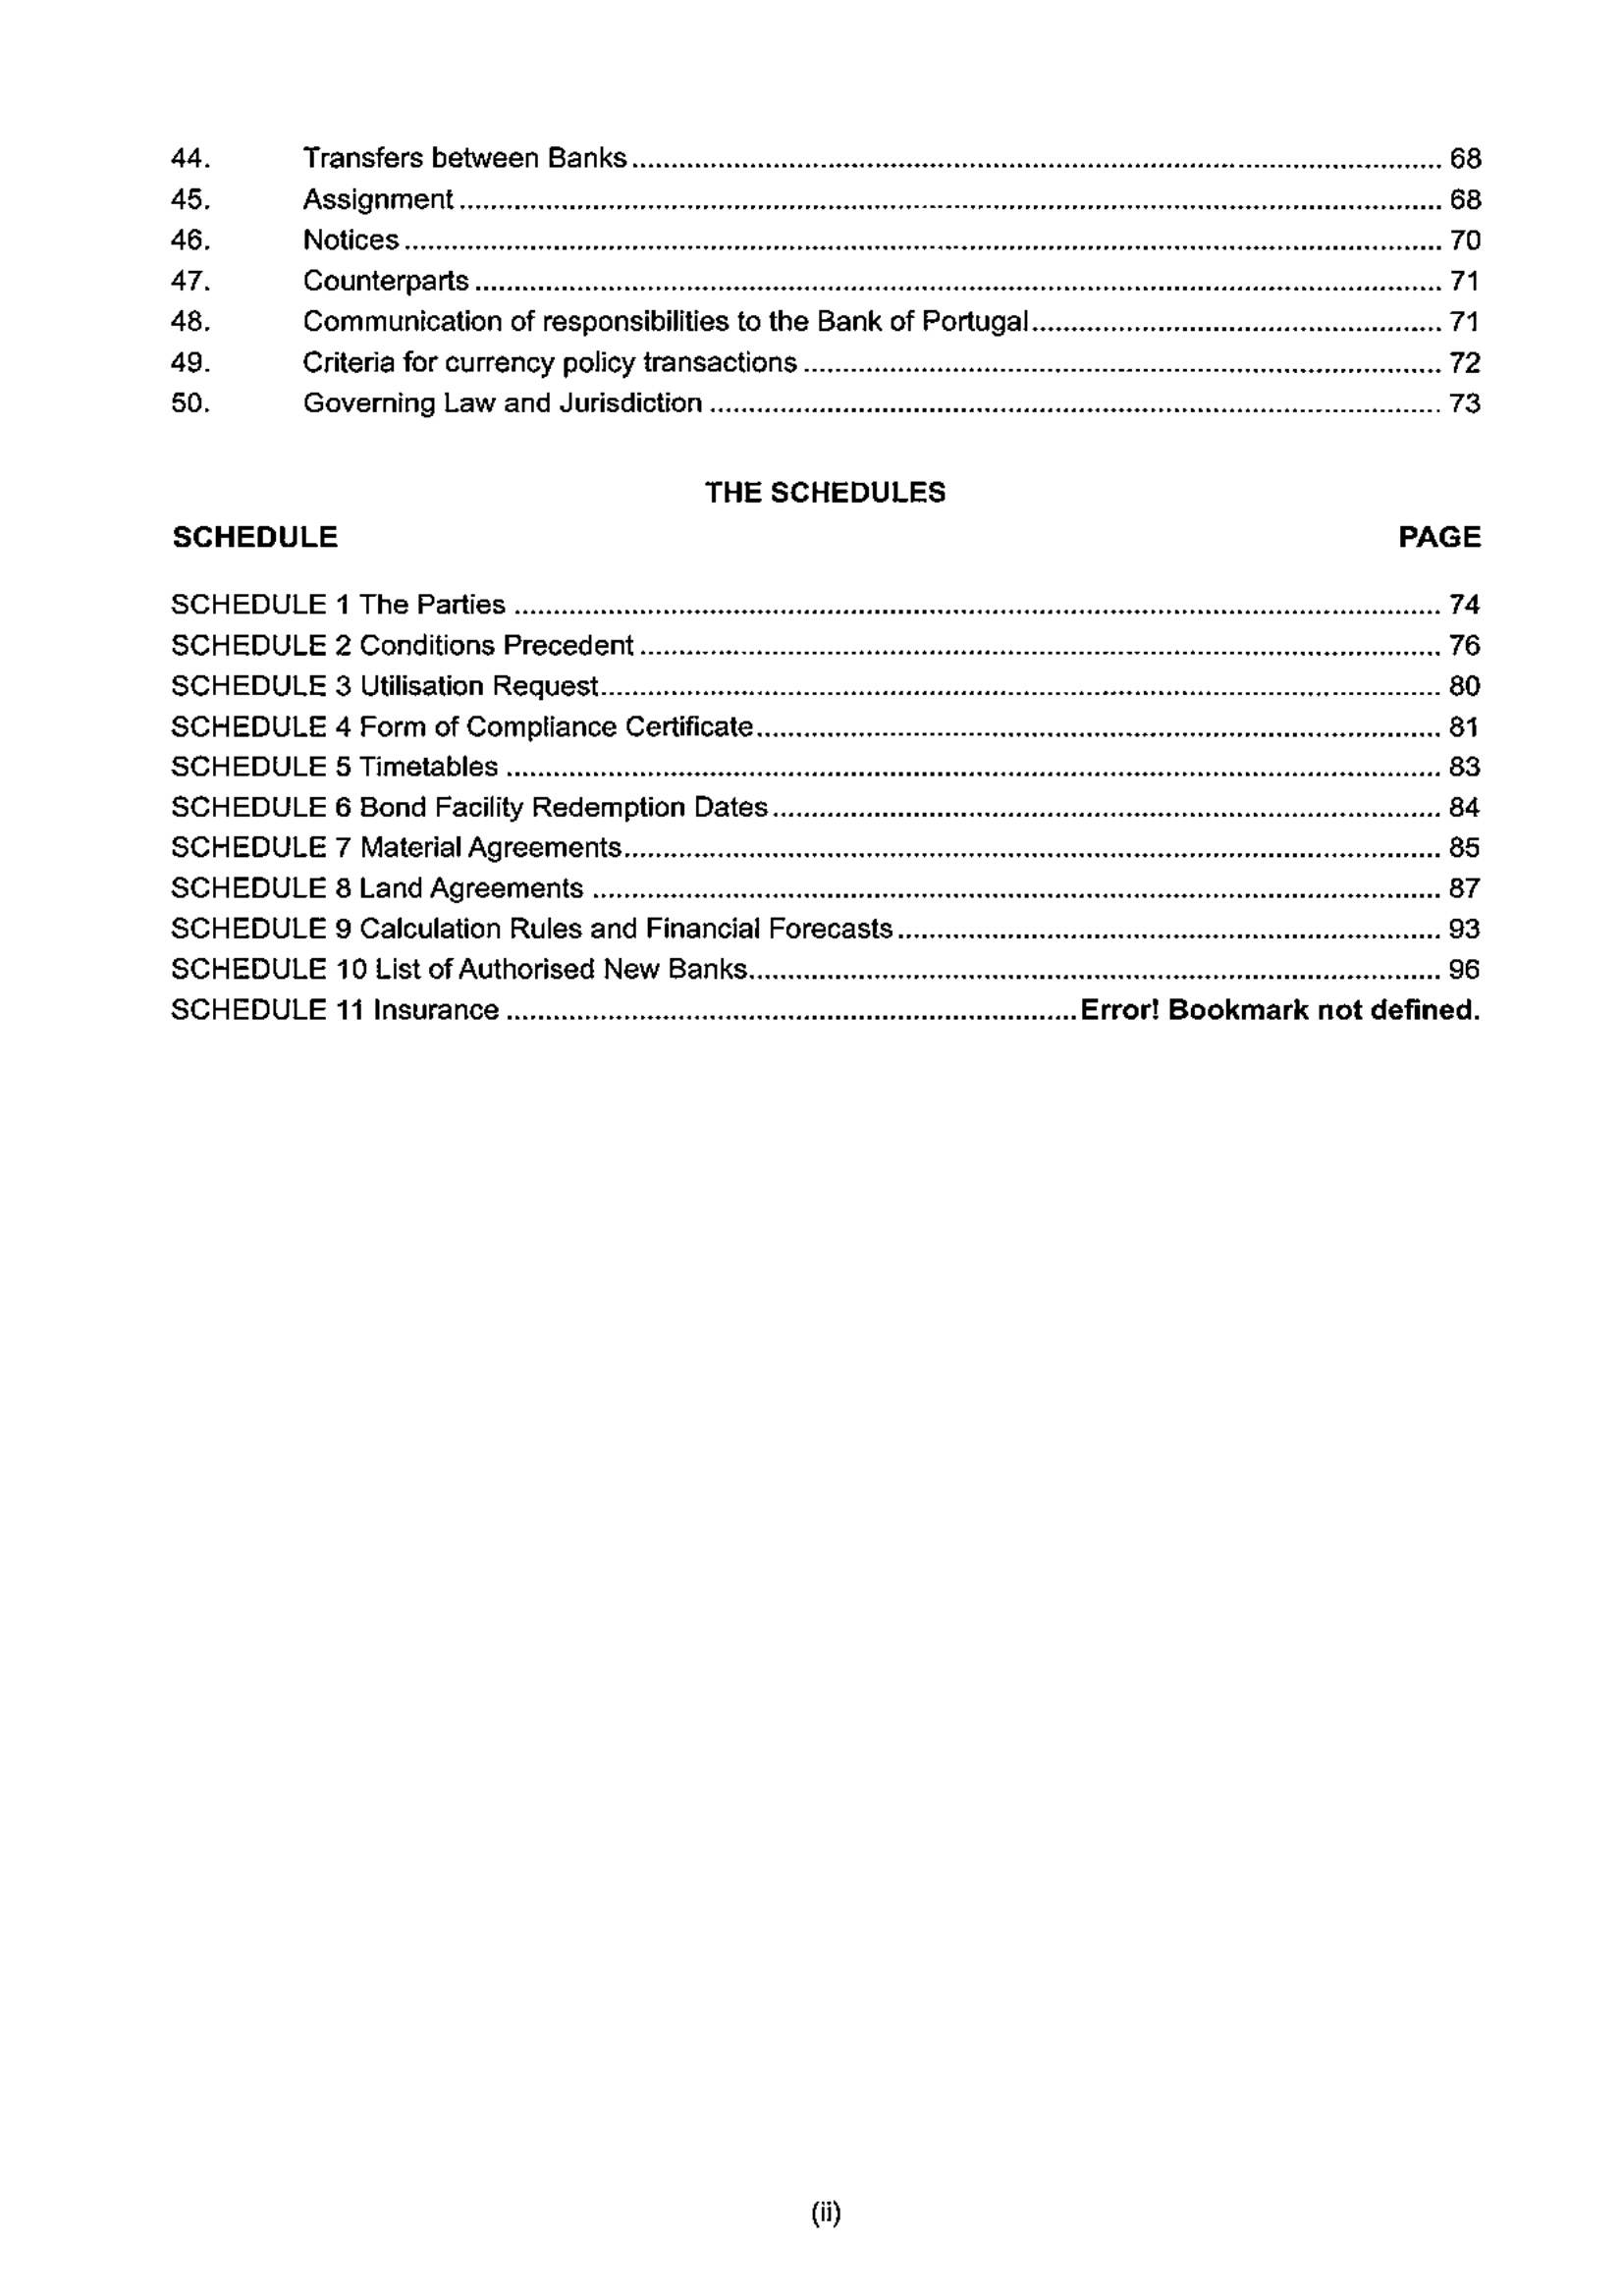 44. Transfers between Banks 68
45. Assignment 68
46. Notices 70
47. Counterparts 71
48. Communication of responsibilities to the Bank of Portugal 71
49. Criteria for currency policy transactions 72
50. Governing Law and Jurisdiction 73
THE SCHEDULES
SCHEDULE PAGE
SCHEDULE 1 The Parties 74
SCHEDULE 2 Conditions Precedent 76
SCHEDULE 3 Utilisation Request 80
SCHEDULE 4 Form of Compliance Certificate 81
SCHEDULE 5 Timetables 83
SCHEDULE 6 Bond Facility Redemption Dates 84
SCHEDULE 7 Material Agreements 85
SCHEDULE 8 Land Agreements 87
SCHEDULE 9 Calculation Rules and Financial Forecasts 93
SCHEDULE 10 List of Authorised New Banks 96
SCHEDULE 11 Insurance Error! Bookmark not defined.
(ii)